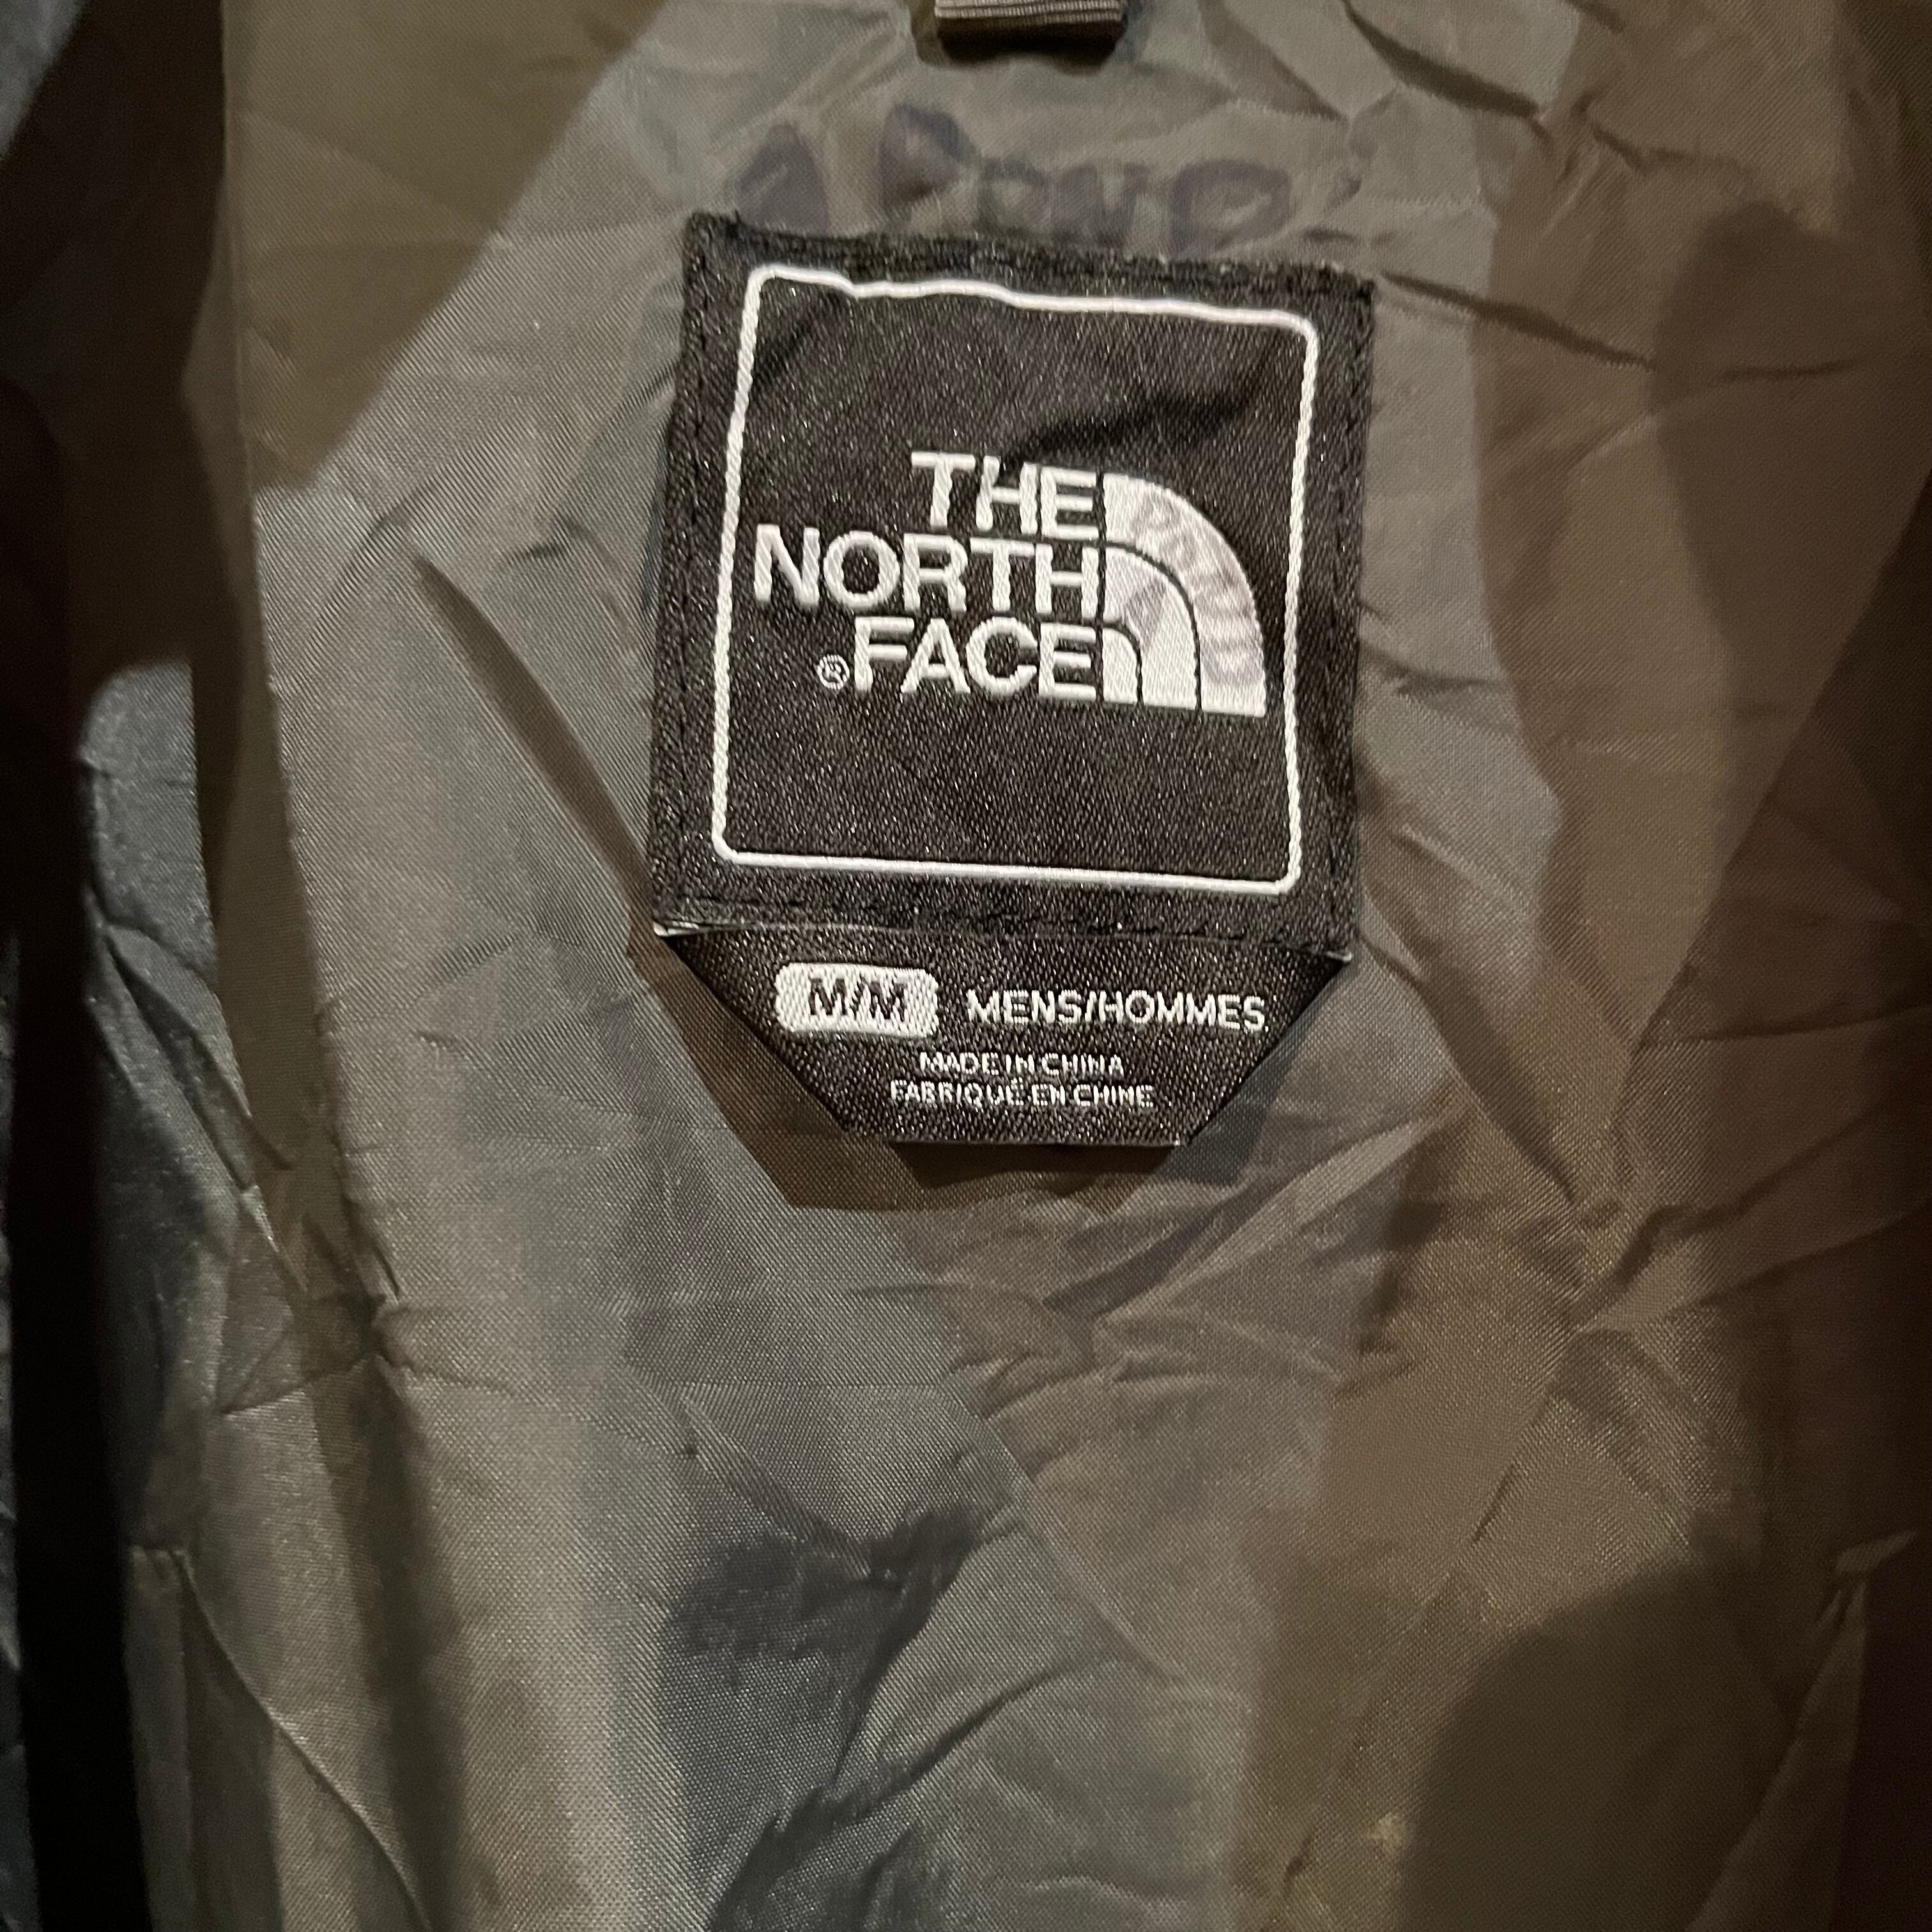 THE
NORTH
FACE
®
M/M MENS/HOMMES
MADE IN CHINA
FABRIQUÉ EN CHINE